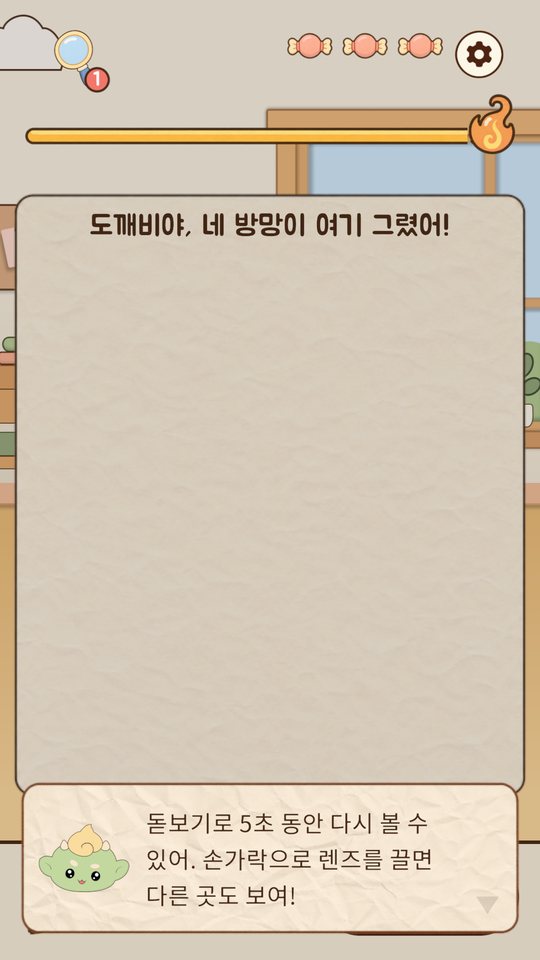 1
도깨비야, 네 방망이 여기 그렸어!
돋보기로 5초 동안 다시 볼 수
있어. 손가락으로 렌즈를 끌면
다른 곳도 보여!